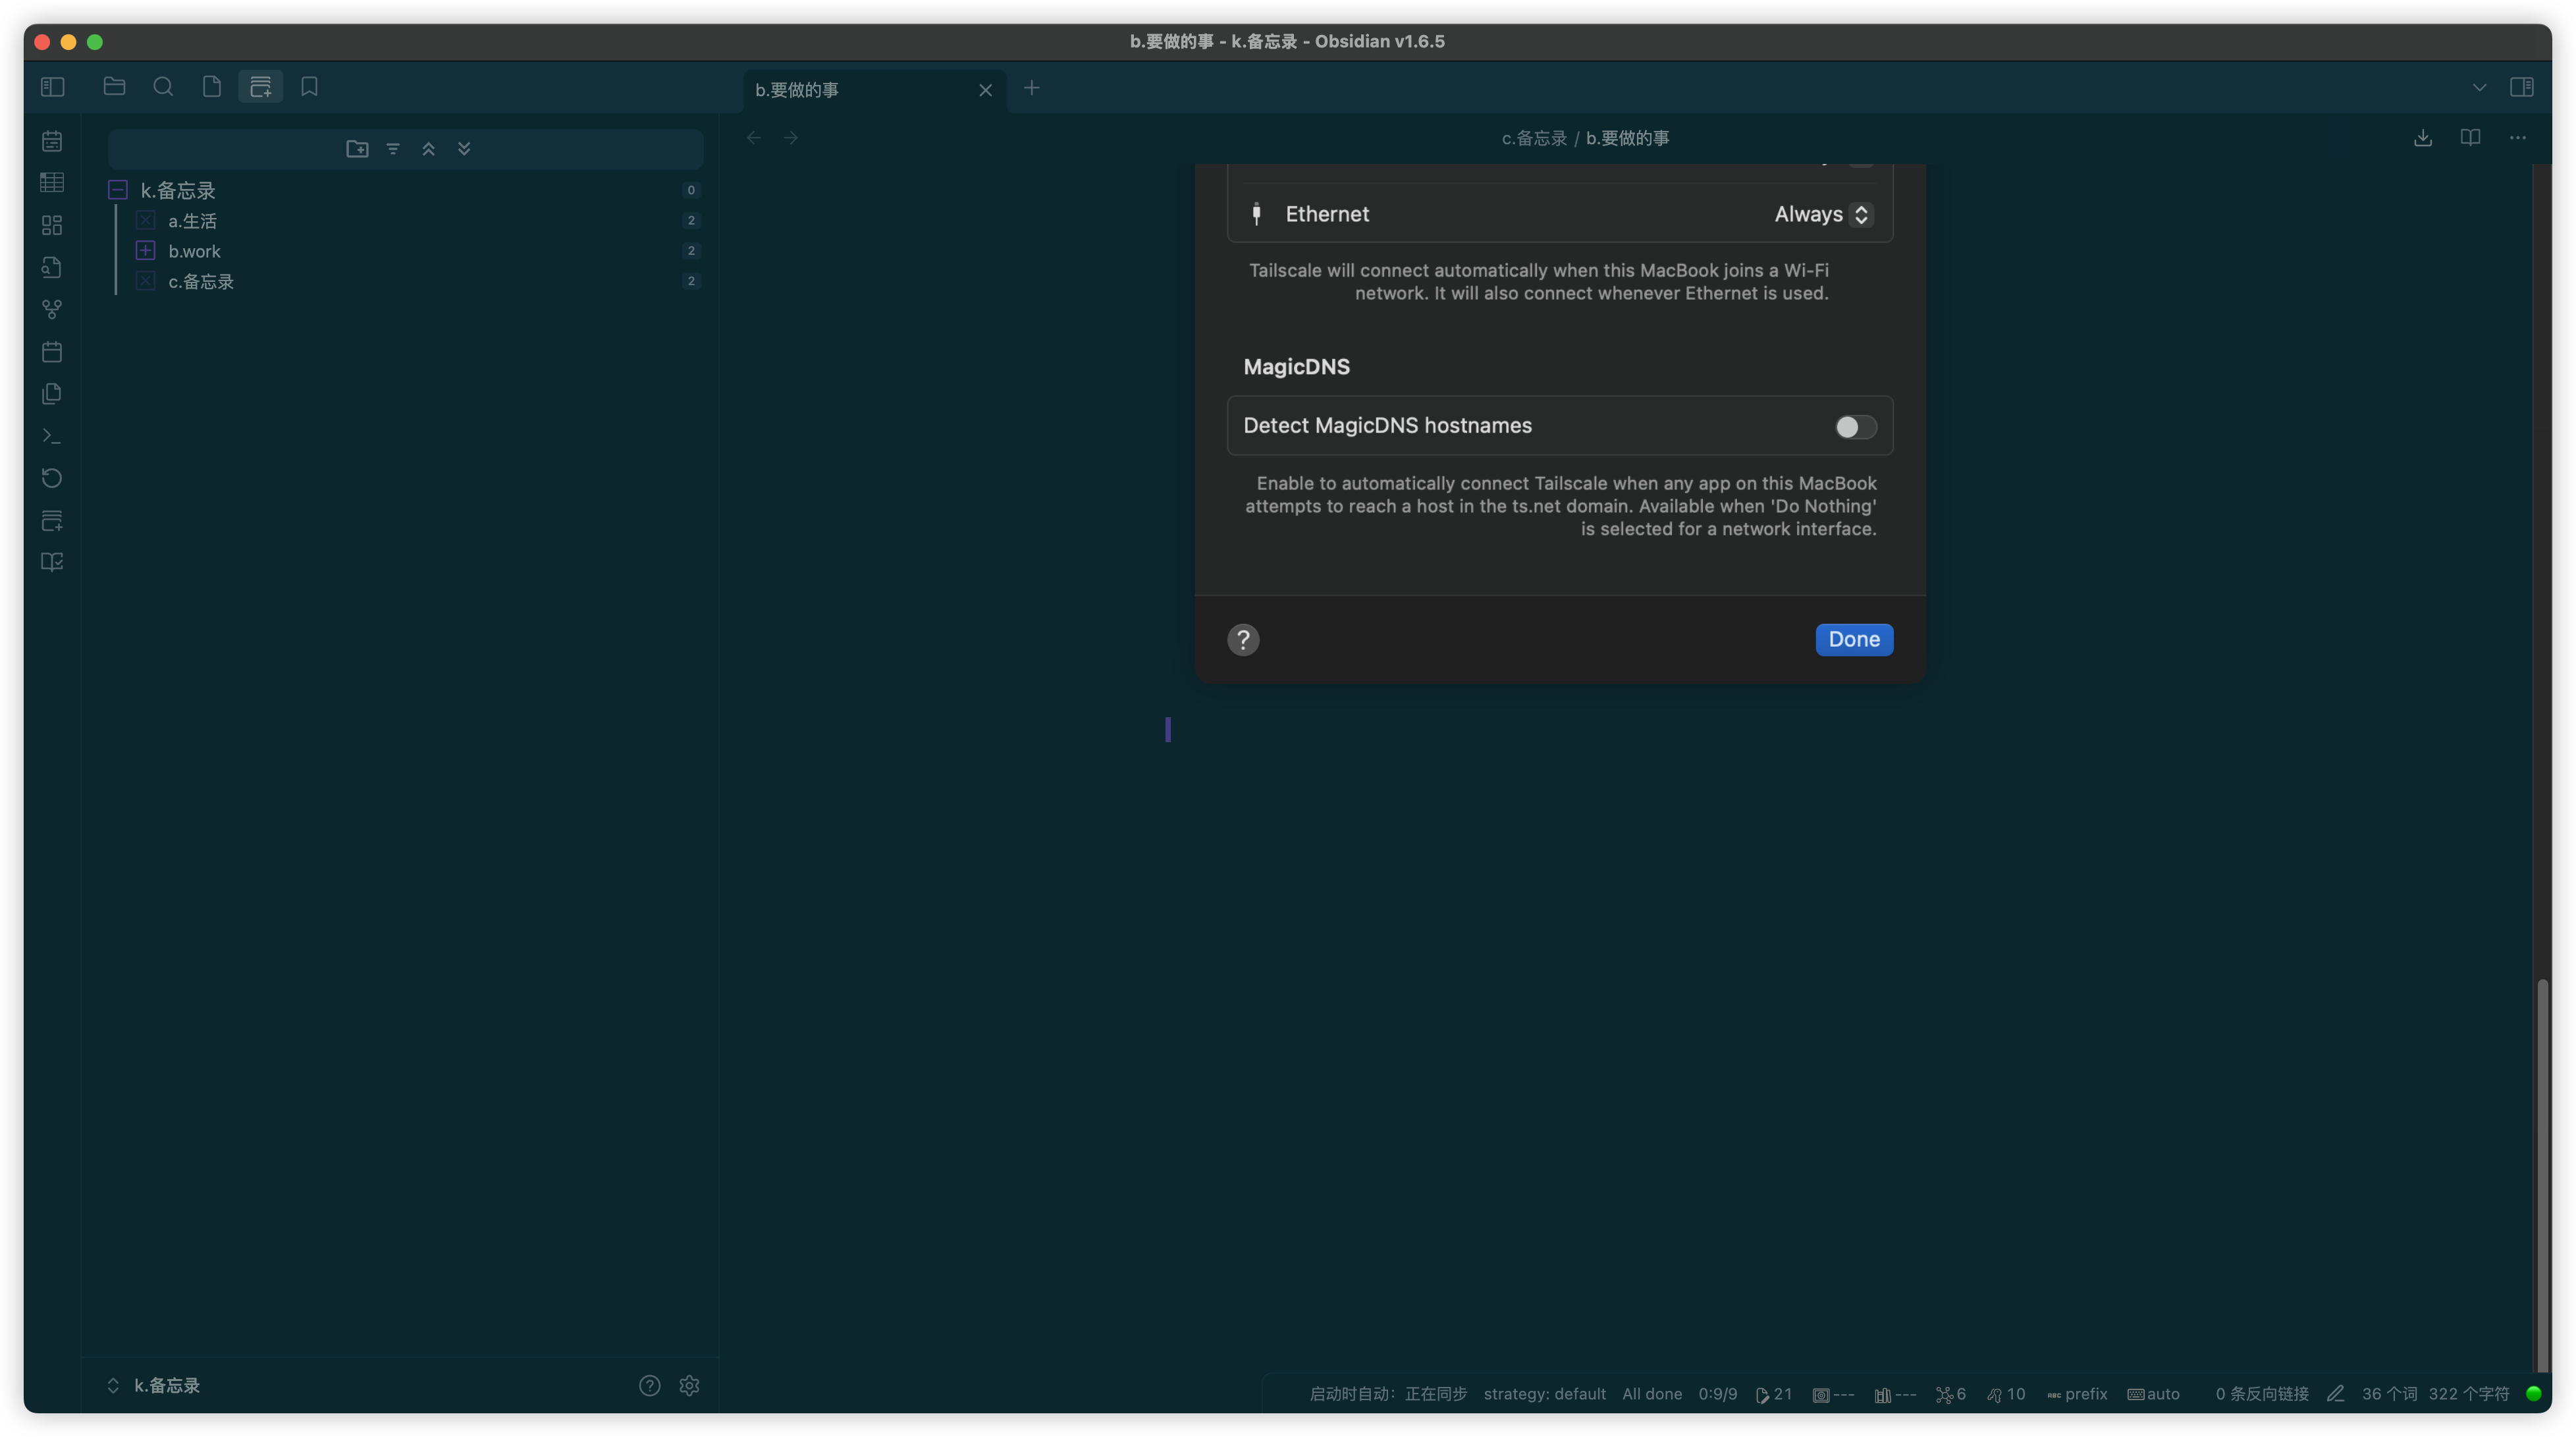 b.要做的事 - k.备忘录 - Obsidian v1.6.5
b.要做的事
c.备忘录 / b.要做的事
k.备忘录 0
a.生活 2
b.work 2
c.备忘录 2
Ethernet Always
Tailscale will connect automatically when this MacBook joins a Wi-Fi
network. It will also connect whenever Ethernet is used.
MagicDNS
Detect MagicDNS hostnames
Enable to automatically connect Tailscale when any app on this MacBook
attempts to reach a host in the ts.net domain. Available when 'Do Nothing'
is selected for a network interface.
? Done
k.备忘录
启动时自动：正在同步 strategy: default All done 0:9/9 21 --- --- 6 10 prefix auto 0 条反向链接 36 个词 322 个字符